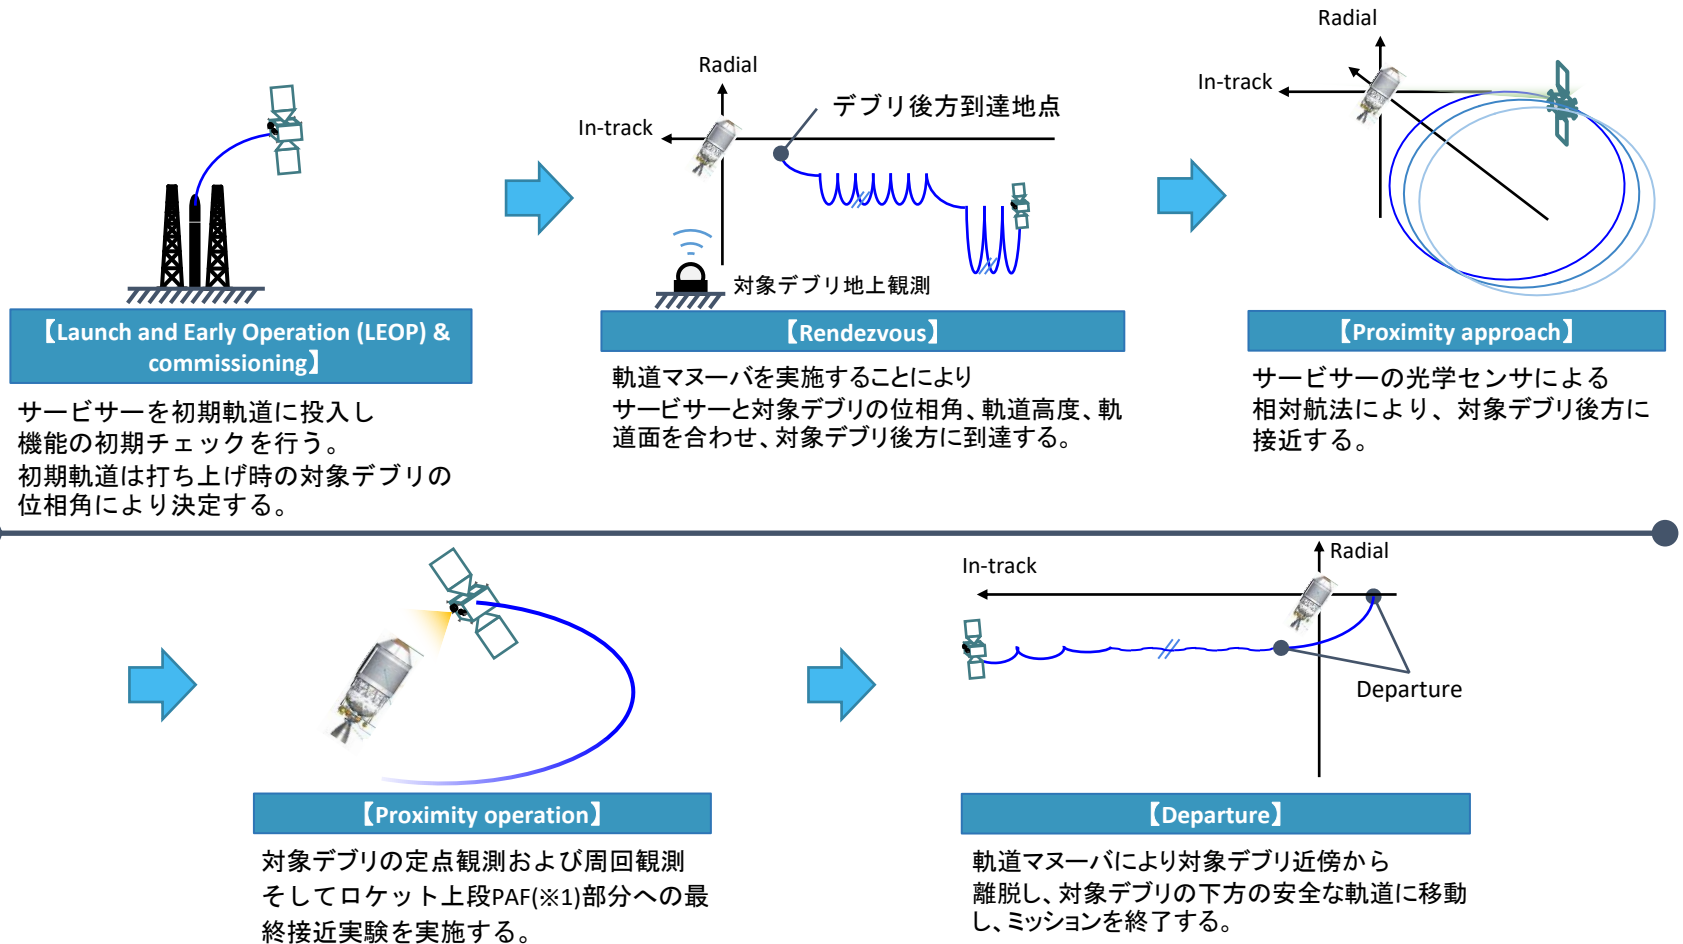 Radial
In-track
デブリ後方到達地点
対象デブリ地上観測
Radial
In-track
【Launch and Early Operation (LEOP) &
commissioning】
サービサーを初期軌道に投入し
機能の初期チェックを行う。
初期軌道は打ち上げ時の対象デブリの
位相角により決定する。
【Rendezvous】
軌道マヌーバを実施することにより
サービサーと対象デブリの位相角、軌道高度、軌
道面を合わせ、対象デブリ後方に到達する。
【Proximity approach】
サービサーの光学センサによる
相対航法により、対象デブリ後方に
接近する。
【Proximity operation】
対象デブリの定点観測および周回観測
そしてロケット上段PAF(※1)部分への最
終接近実験を実施する。
In-track
Radial
Departure
【Departure】
軌道マヌーバにより対象デブリ近傍から
離脱し、対象デブリの下方の安全な軌道に移動
し、ミッションを終了する。